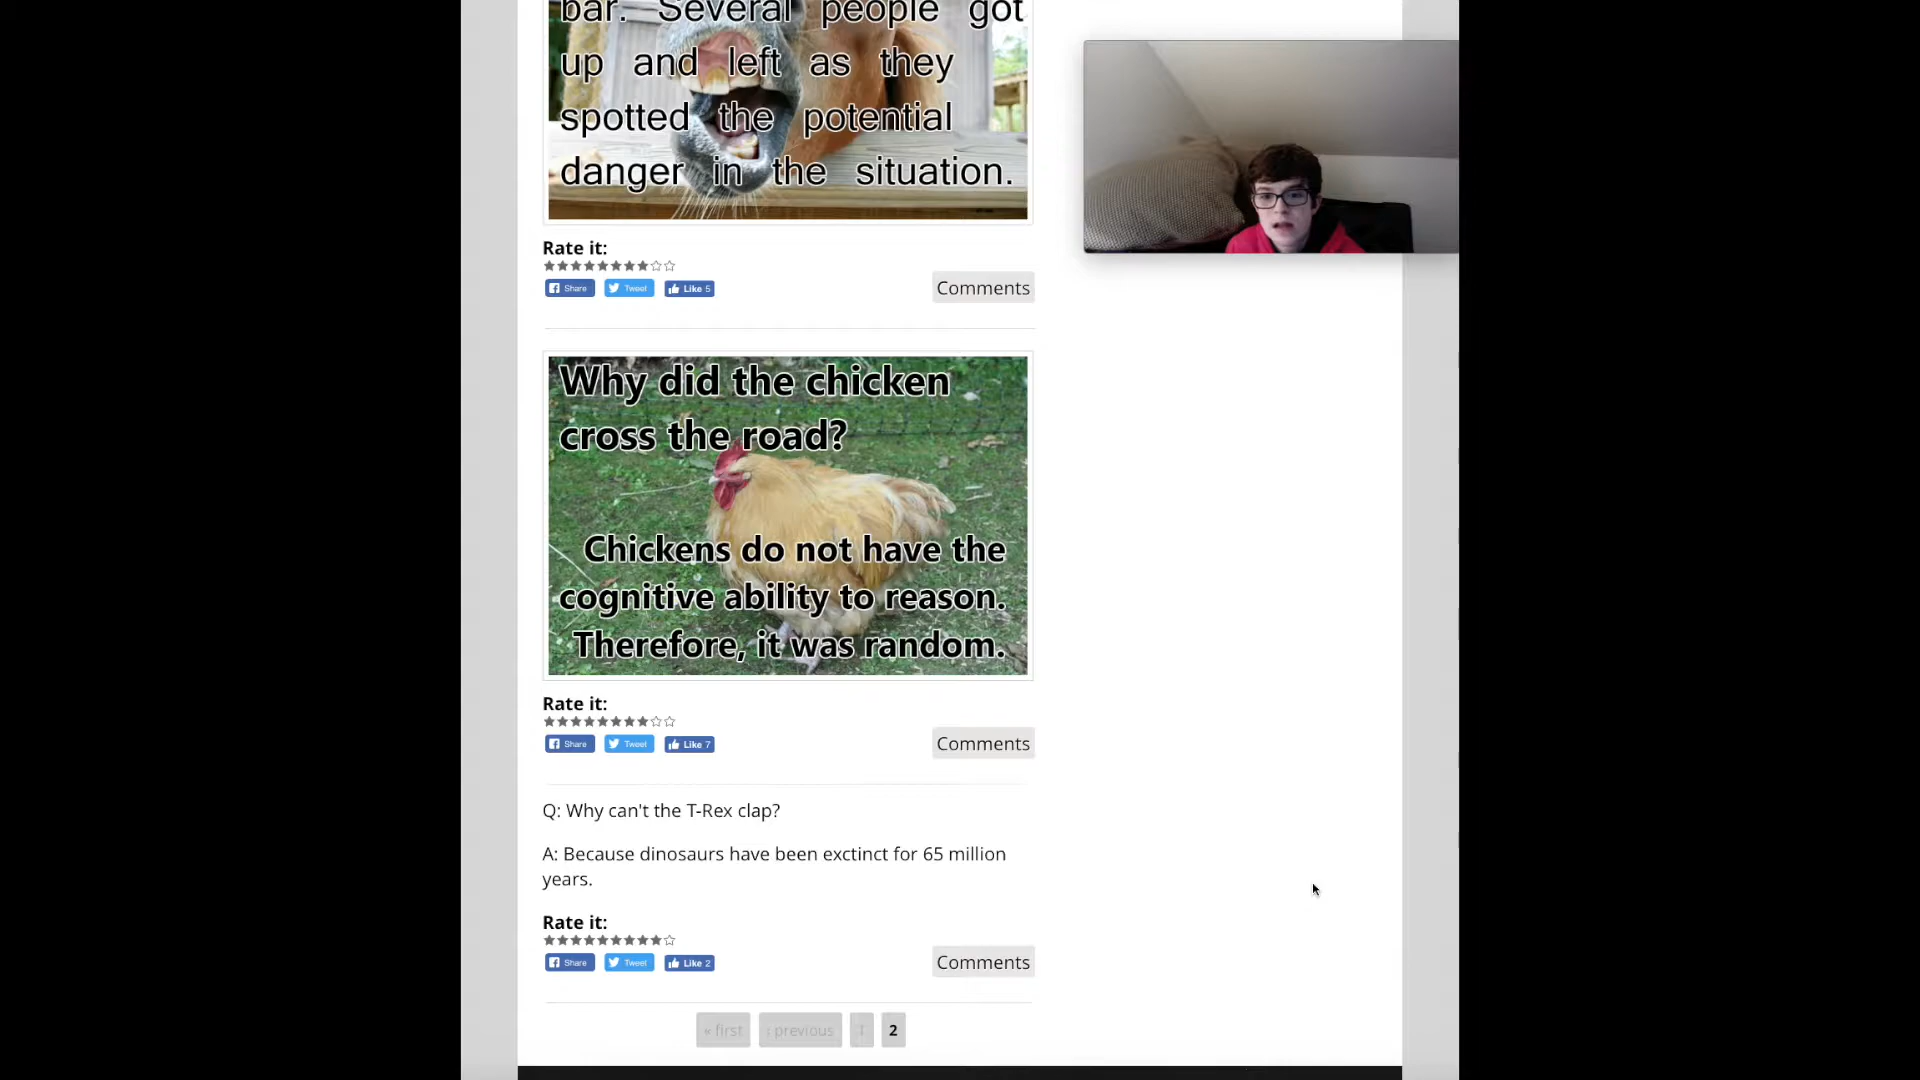 bar. Several people got
up and left as they
spotted the potential
danger in the situation.
Rate it:
Share Tweet Like 5
Comments
Why did the chicken
cross the road?
Chickens do not have the
cognitive ability to reason.
Therefore, it was random.
Rate it:
Share Tweet Like 7
Comments
Q: Why can't the T-Rex clap?
A: Because dinosaurs have been exctinct for 65 million
years.
Rate it:
Share Tweet Like 2
Comments
« first ‹ previous 1 2